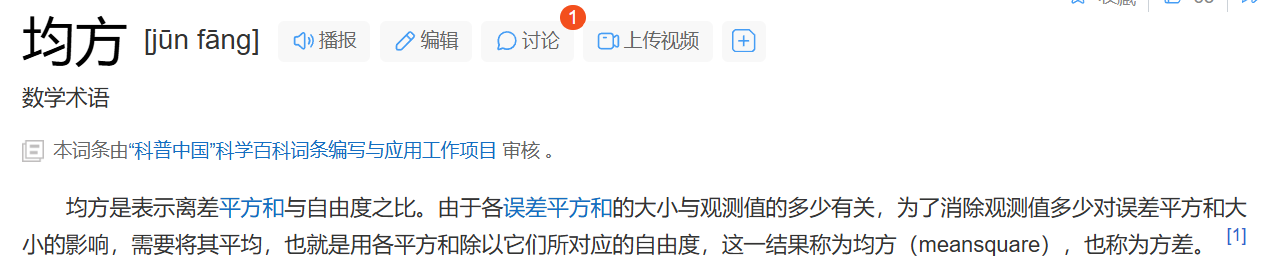 均方 [jūn fāng] 播报 编辑 讨论 1 上传视频
数学术语
本词条由“科普中国”科学百科词条编写与应用工作项目 审核 。
均方是表示离差平方和与自由度之比。由于各误差平方和的大小与观测值的多少有关，为了消除观测值多少对误差平方和大
小的影响，需要将其平均，也就是用各平方和除以它们所对应的自由度，这一结果称为均方（meansquare），也称为方差。 [1]